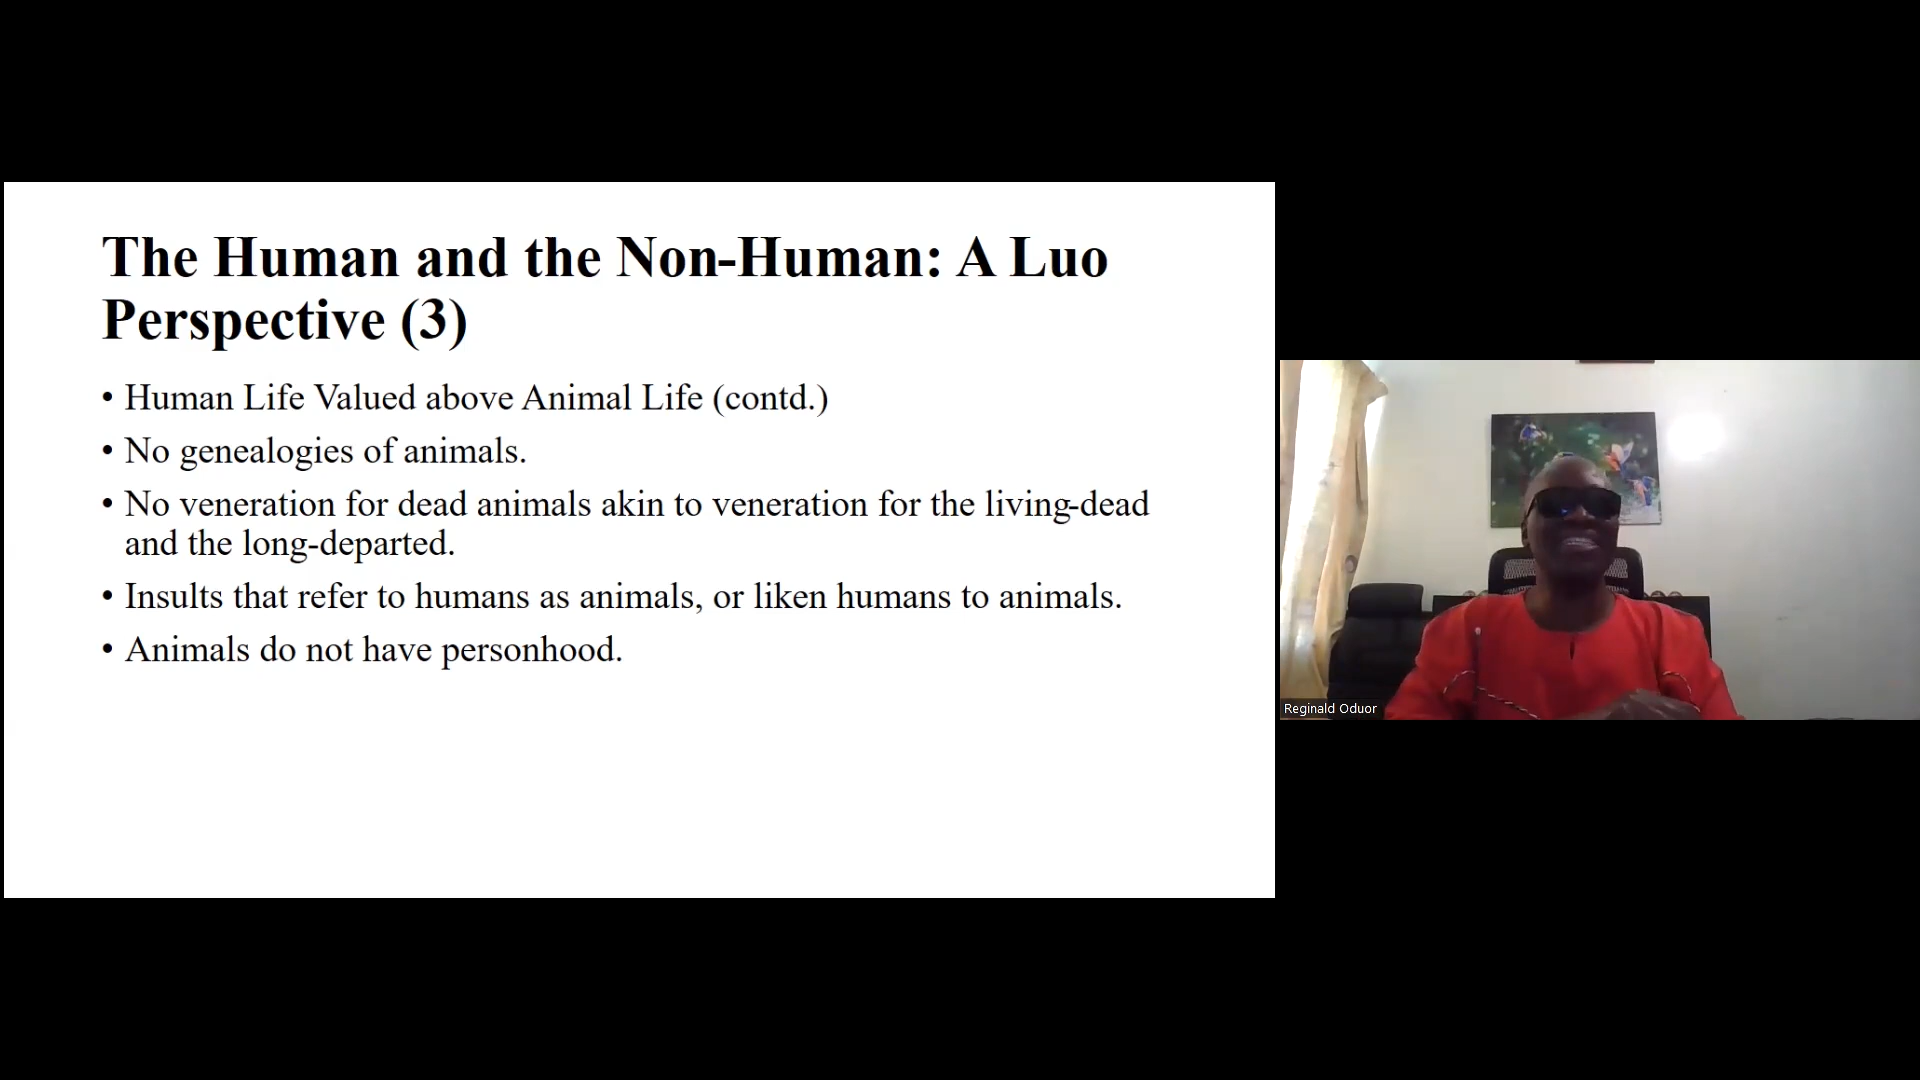 The Human and the Non-Human: A Luo
Perspective (3)
• Human Life Valued above Animal Life (contd.)
• No genealogies of animals.
• No veneration for dead animals akin to veneration for the living-dead
and the long-departed.
• Insults that refer to humans as animals, or liken humans to animals.
• Animals do not have personhood.
Reginald Oduor